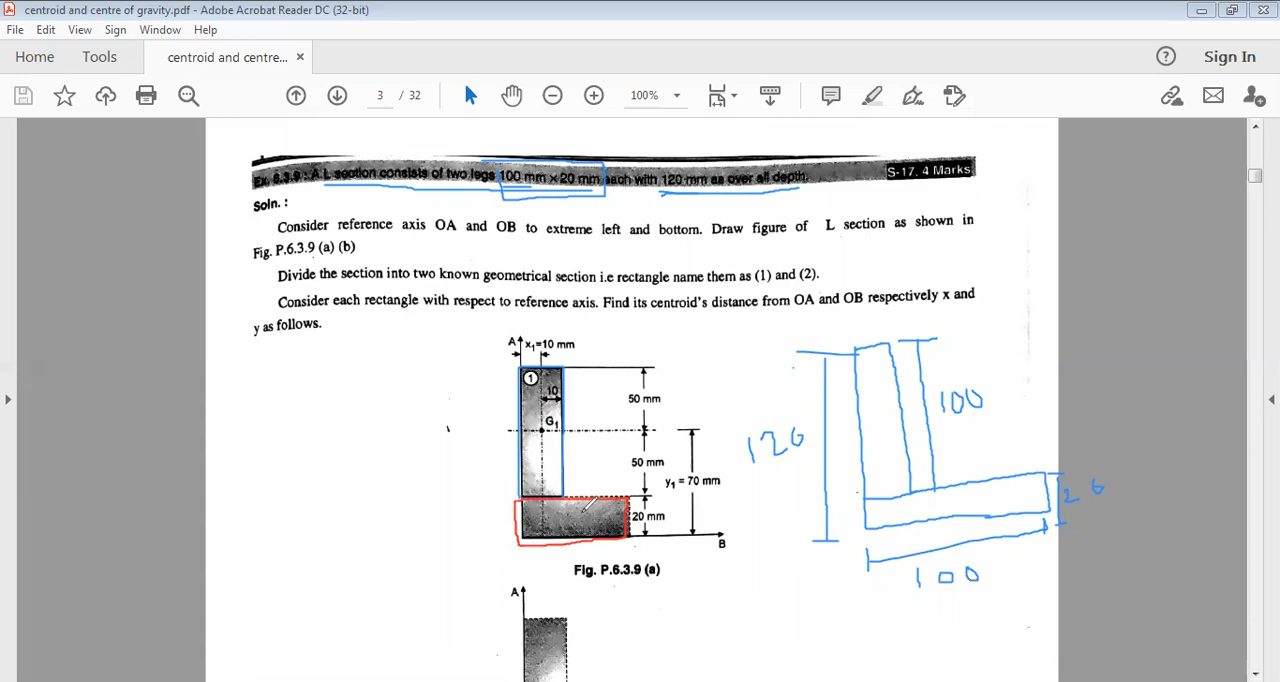 centroid and centre of gravity.pdf - Adobe Acrobat Reader DC (32-bit)
File Edit View Sign Window Help
Home Tools centroid and centre... × ? Sign In
3 / 32 100%
Ex. 6.3.9 : A L section consists of two legs 100 mm × 20 mm each with 120 mm as over all depth.
S-17, 4 Marks
Soln. :
Consider reference axis OA and OB to extreme left and bottom. Draw figure of L section as shown in
Fig. P.6.3.9 (a) (b)
Divide the section into two known geometrical section i.e rectangle name them as (1) and (2).
Consider each rectangle with respect to reference axis. Find its centroid's distance from OA and OB respectively x and
y as follows.
A x₁=10 mm
1
10
50 mm
G₁
50 mm
y₁ = 70 mm
20 mm
B
Fig. P.6.3.9 (a)
A
120
100
20
100